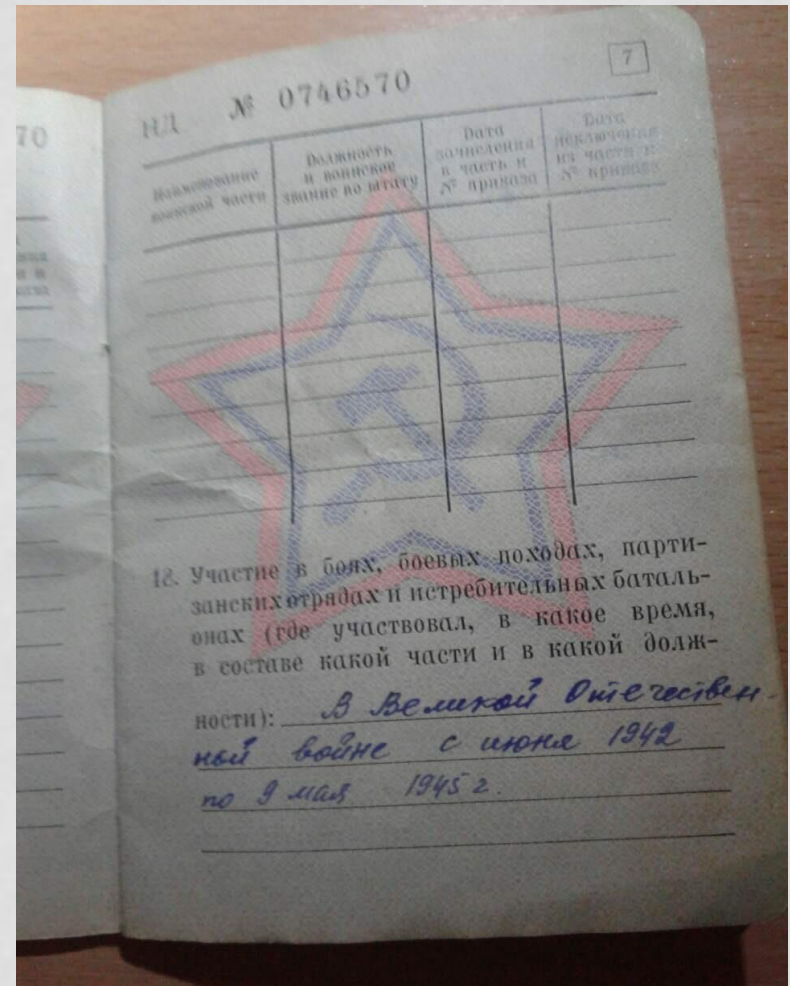 70
7
НД № 0746570
Наименование воинской части
Должность и воинское звание по штату
Дата зачисления в часть и № приказа
Дата исключения из части и № приказа
18. Участие в боях, боевых походах, парти-
занских отрядах и истребительных баталь-
онах (где участвовал, в какое время,
в составе какой части и в какой долж-
ности): В Великой Отечествен-
ной войне с июня 1942
по 9 мая 1945 г.